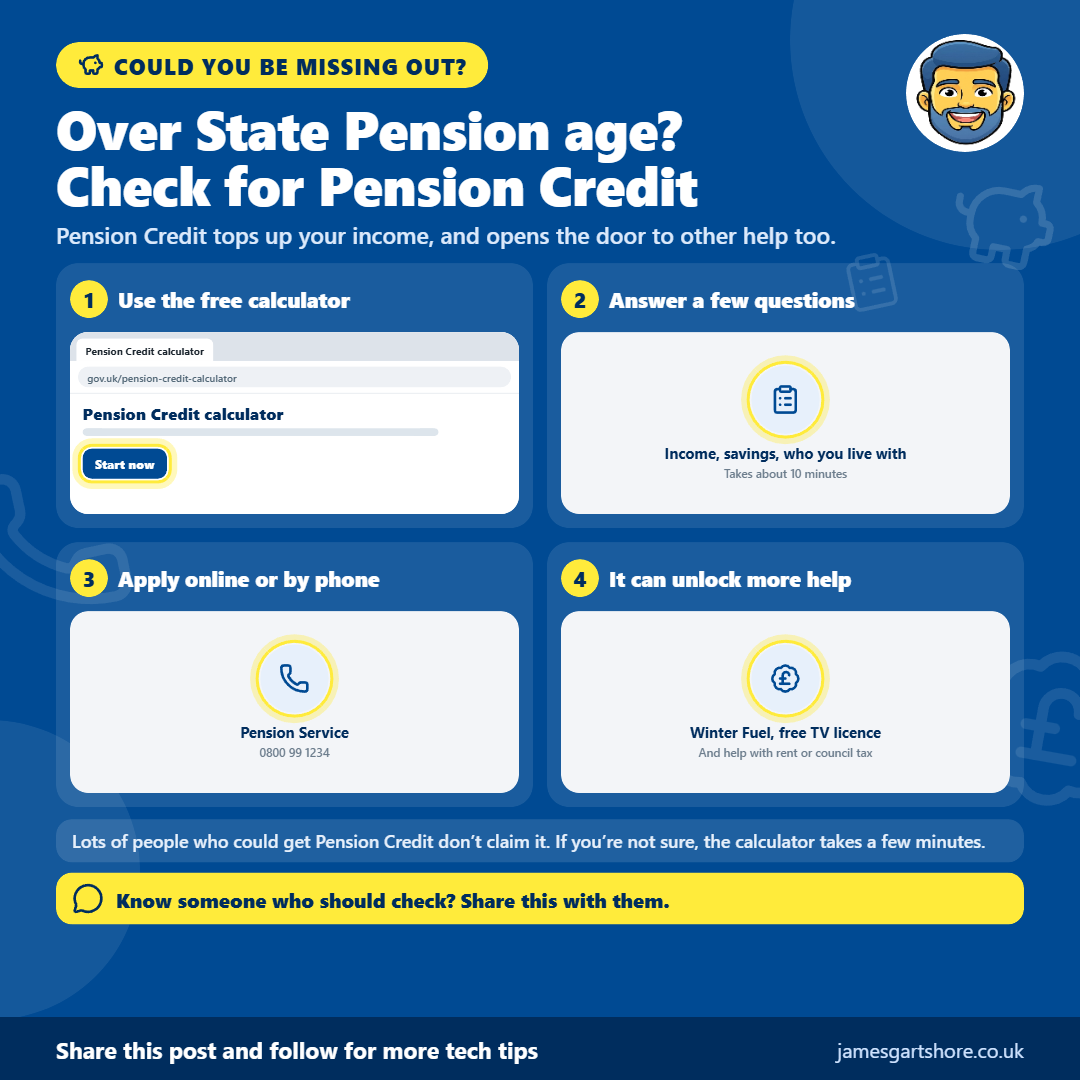 COULD YOU BE MISSING OUT?
Over State Pension age?
Check for Pension Credit
Pension Credit tops up your income, and opens the door to other help too.
1 Use the free calculator
Pension Credit calculator
gov.uk/pension-credit-calculator
Pension Credit calculator
Start now
2 Answer a few questions
Income, savings, who you live with
Takes about 10 minutes
3 Apply online or by phone
Pension Service
0800 99 1234
4 It can unlock more help
£
Winter Fuel, free TV licence
And help with rent or council tax
£
Lots of people who could get Pension Credit don’t claim it. If you’re not sure, the calculator takes a few minutes.
Know someone who should check? Share this with them.
Share this post and follow for more tech tips
jamesgartshore.co.uk